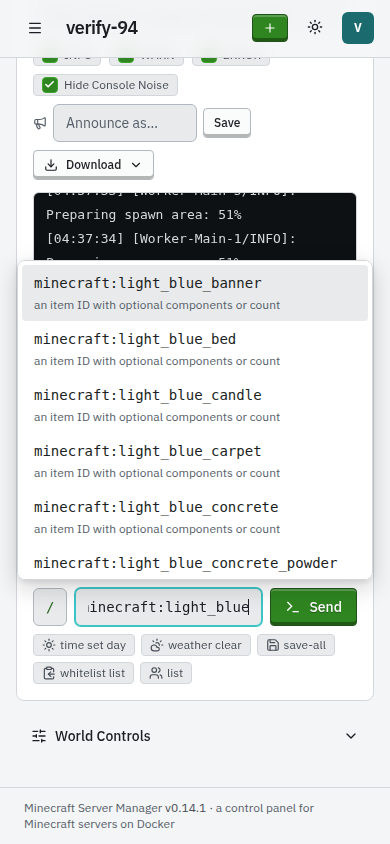 verify-94
V
Hide Console Noise
Announce as...
Save
Download
Preparing spawn area: 51%
[04:37:34] [Worker-Main-1/INFO]:
minecraft:light_blue_banner
an item ID with optional components or count
minecraft:light_blue_bed
an item ID with optional components or count
minecraft:light_blue_candle
an item ID with optional components or count
minecraft:light_blue_carpet
an item ID with optional components or count
minecraft:light_blue_concrete
an item ID with optional components or count
minecraft:light_blue_concrete_powder
/
inecraft:light_blue
Send
time set day
weather clear
save-all
whitelist list
list
World Controls
Minecraft Server Manager v0.14.1 · a control panel for
Minecraft servers on Docker